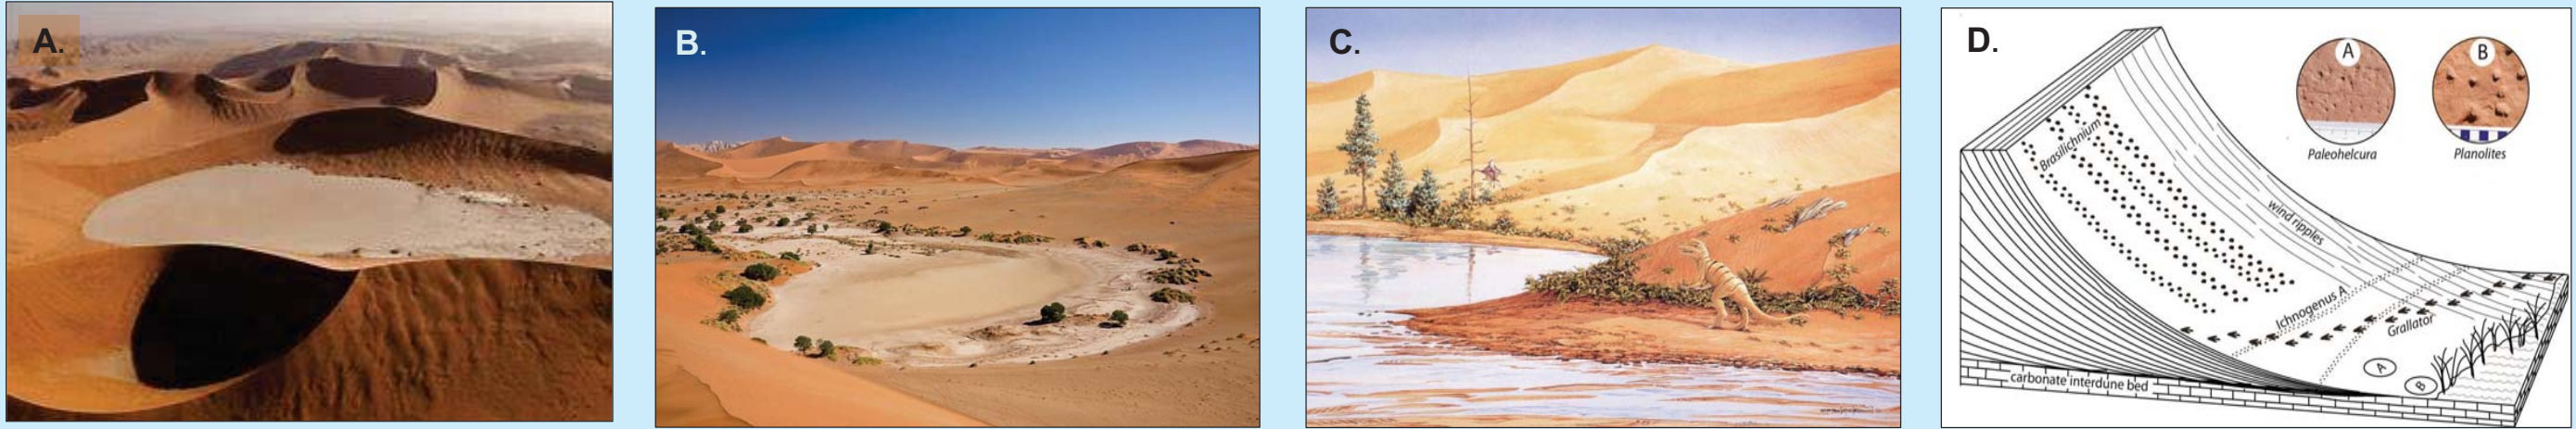 A.
B.
C.
D.
A
B
Paleohelcura
Planolites
Brasilichnium
wind ripples
Ichnogenus A
Grallator
A
B
carbonate interdune bed